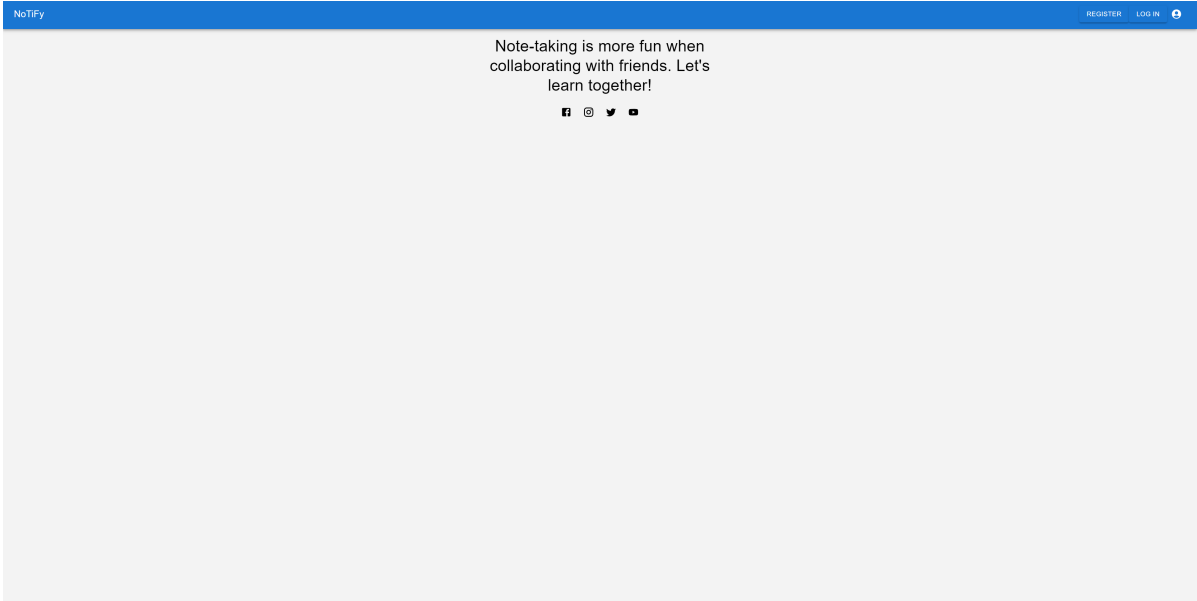 NoTiFy
REGISTER
LOG IN
Note-taking is more fun when
collaborating with friends. Let's
learn together!